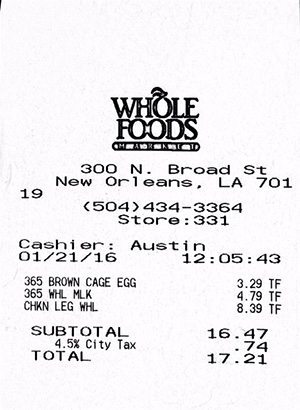 WHOLE
FOODS
MARKET
300 N. Broad St
New Orleans, LA 701
19
(504)434-3364
Store:331
Cashier: Austin
01/21/16 12:05:43
365 BROWN CAGE EGG 3.29 TF
365 WHL MLK 4.79 TF
CHKN LEG WHL 8.39 TF
SUBTOTAL 16.47
4.5% City Tax .74
TOTAL 17.21